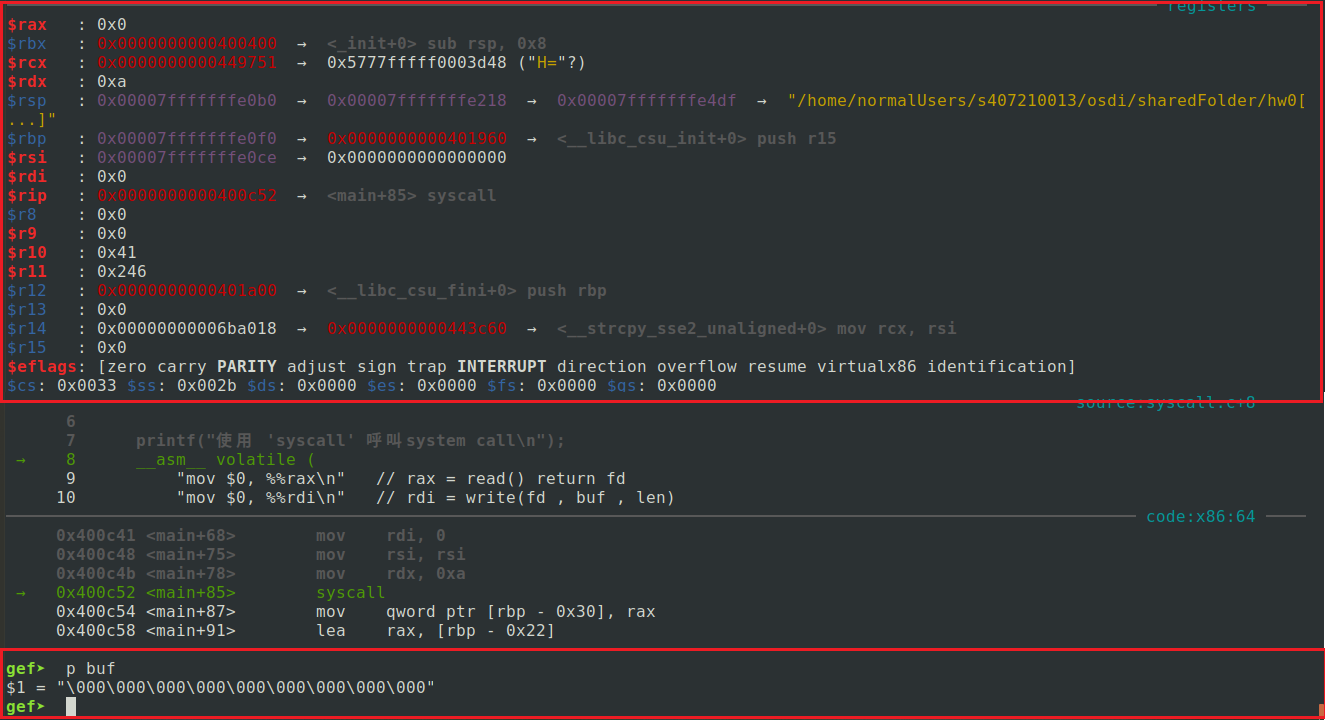 registers
$rax   : 0x0
$rbx   : 0x0000000000400400  →  <_init+0> sub rsp, 0x8
$rcx   : 0x0000000000449751  →  0x5777fffff0003d48 ("H="?)
$rdx   : 0xa
$rsp   : 0x00007fffffffe0b0  →  0x00007fffffffe218  →  0x00007fffffffe4df  →  "/home/normalUsers/s407210013/osdi/sharedFolder/hw0[
...]"
$rbp   : 0x00007fffffffe0f0  →  0x0000000000401960  →  <__libc_csu_init+0> push r15
$rsi   : 0x00007fffffffe0ce  →  0x0000000000000000
$rdi   : 0x0
$rip   : 0x0000000000400c52  →  <main+85> syscall
$r8    : 0x0
$r9    : 0x0
$r10   : 0x41
$r11   : 0x246
$r12   : 0x0000000000401a00  →  <__libc_csu_fini+0> push rbp
$r13   : 0x0
$r14   : 0x00000000006ba018  →  0x0000000000443c60  →  <__strcpy_sse2_unaligned+0> mov rcx, rsi
$r15   : 0x0
$eflags: [zero carry PARITY adjust sign trap INTERRUPT direction overflow resume virtualx86 identification]
$cs: 0x0033 $ss: 0x002b $ds: 0x0000 $es: 0x0000 $fs: 0x0000 $gs: 0x0000
source:syscall.c+8
6
7      printf("使用 'syscall' 呼叫system call\n");
→    8      __asm__ volatile (
9          "mov $0, %%rax\n"   // rax = read() return fd
10          "mov $0, %%rdi\n"   // rdi = write(fd , buf , len)
code:x86:64
0x400c41 <main+68>        mov    rdi, 0
0x400c48 <main+75>        mov    rsi, rsi
0x400c4b <main+78>        mov    rdx, 0xa
→   0x400c52 <main+85>        syscall
0x400c54 <main+87>        mov    qword ptr [rbp - 0x30], rax
0x400c58 <main+91>        lea    rax, [rbp - 0x22]
gef➤  p buf
$1 = "\000\000\000\000\000\000\000\000\000"
gef➤